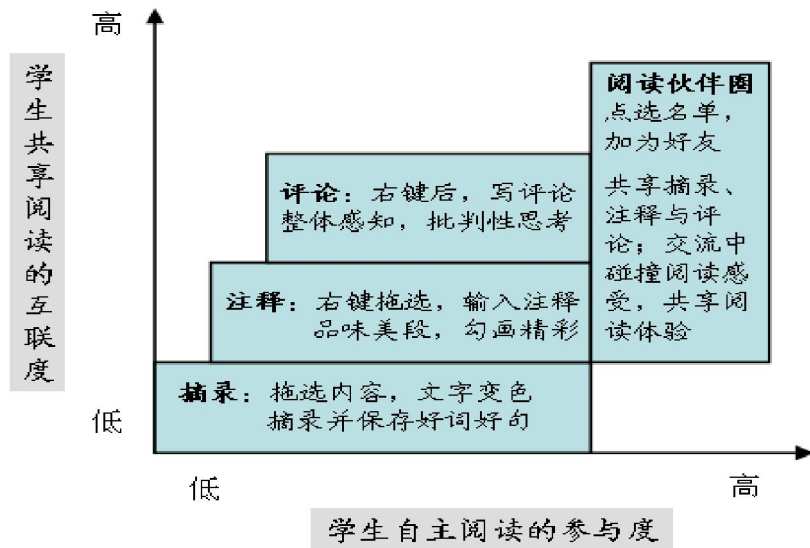 高
学生共享阅读的互联度
阅读伙伴圈
点选名单，
加为好友
共享摘录、
注释与评
论；交流中
碰撞阅读感
受，共享阅
读体验
评论：右键后，写评论
整体感知，批判性思考
注释：右键拖选，输入注释
品味美段，勾画精彩
摘录：拖选内容，文字变色
摘录并保存好词好句
低
低
高
学生自主阅读的参与度